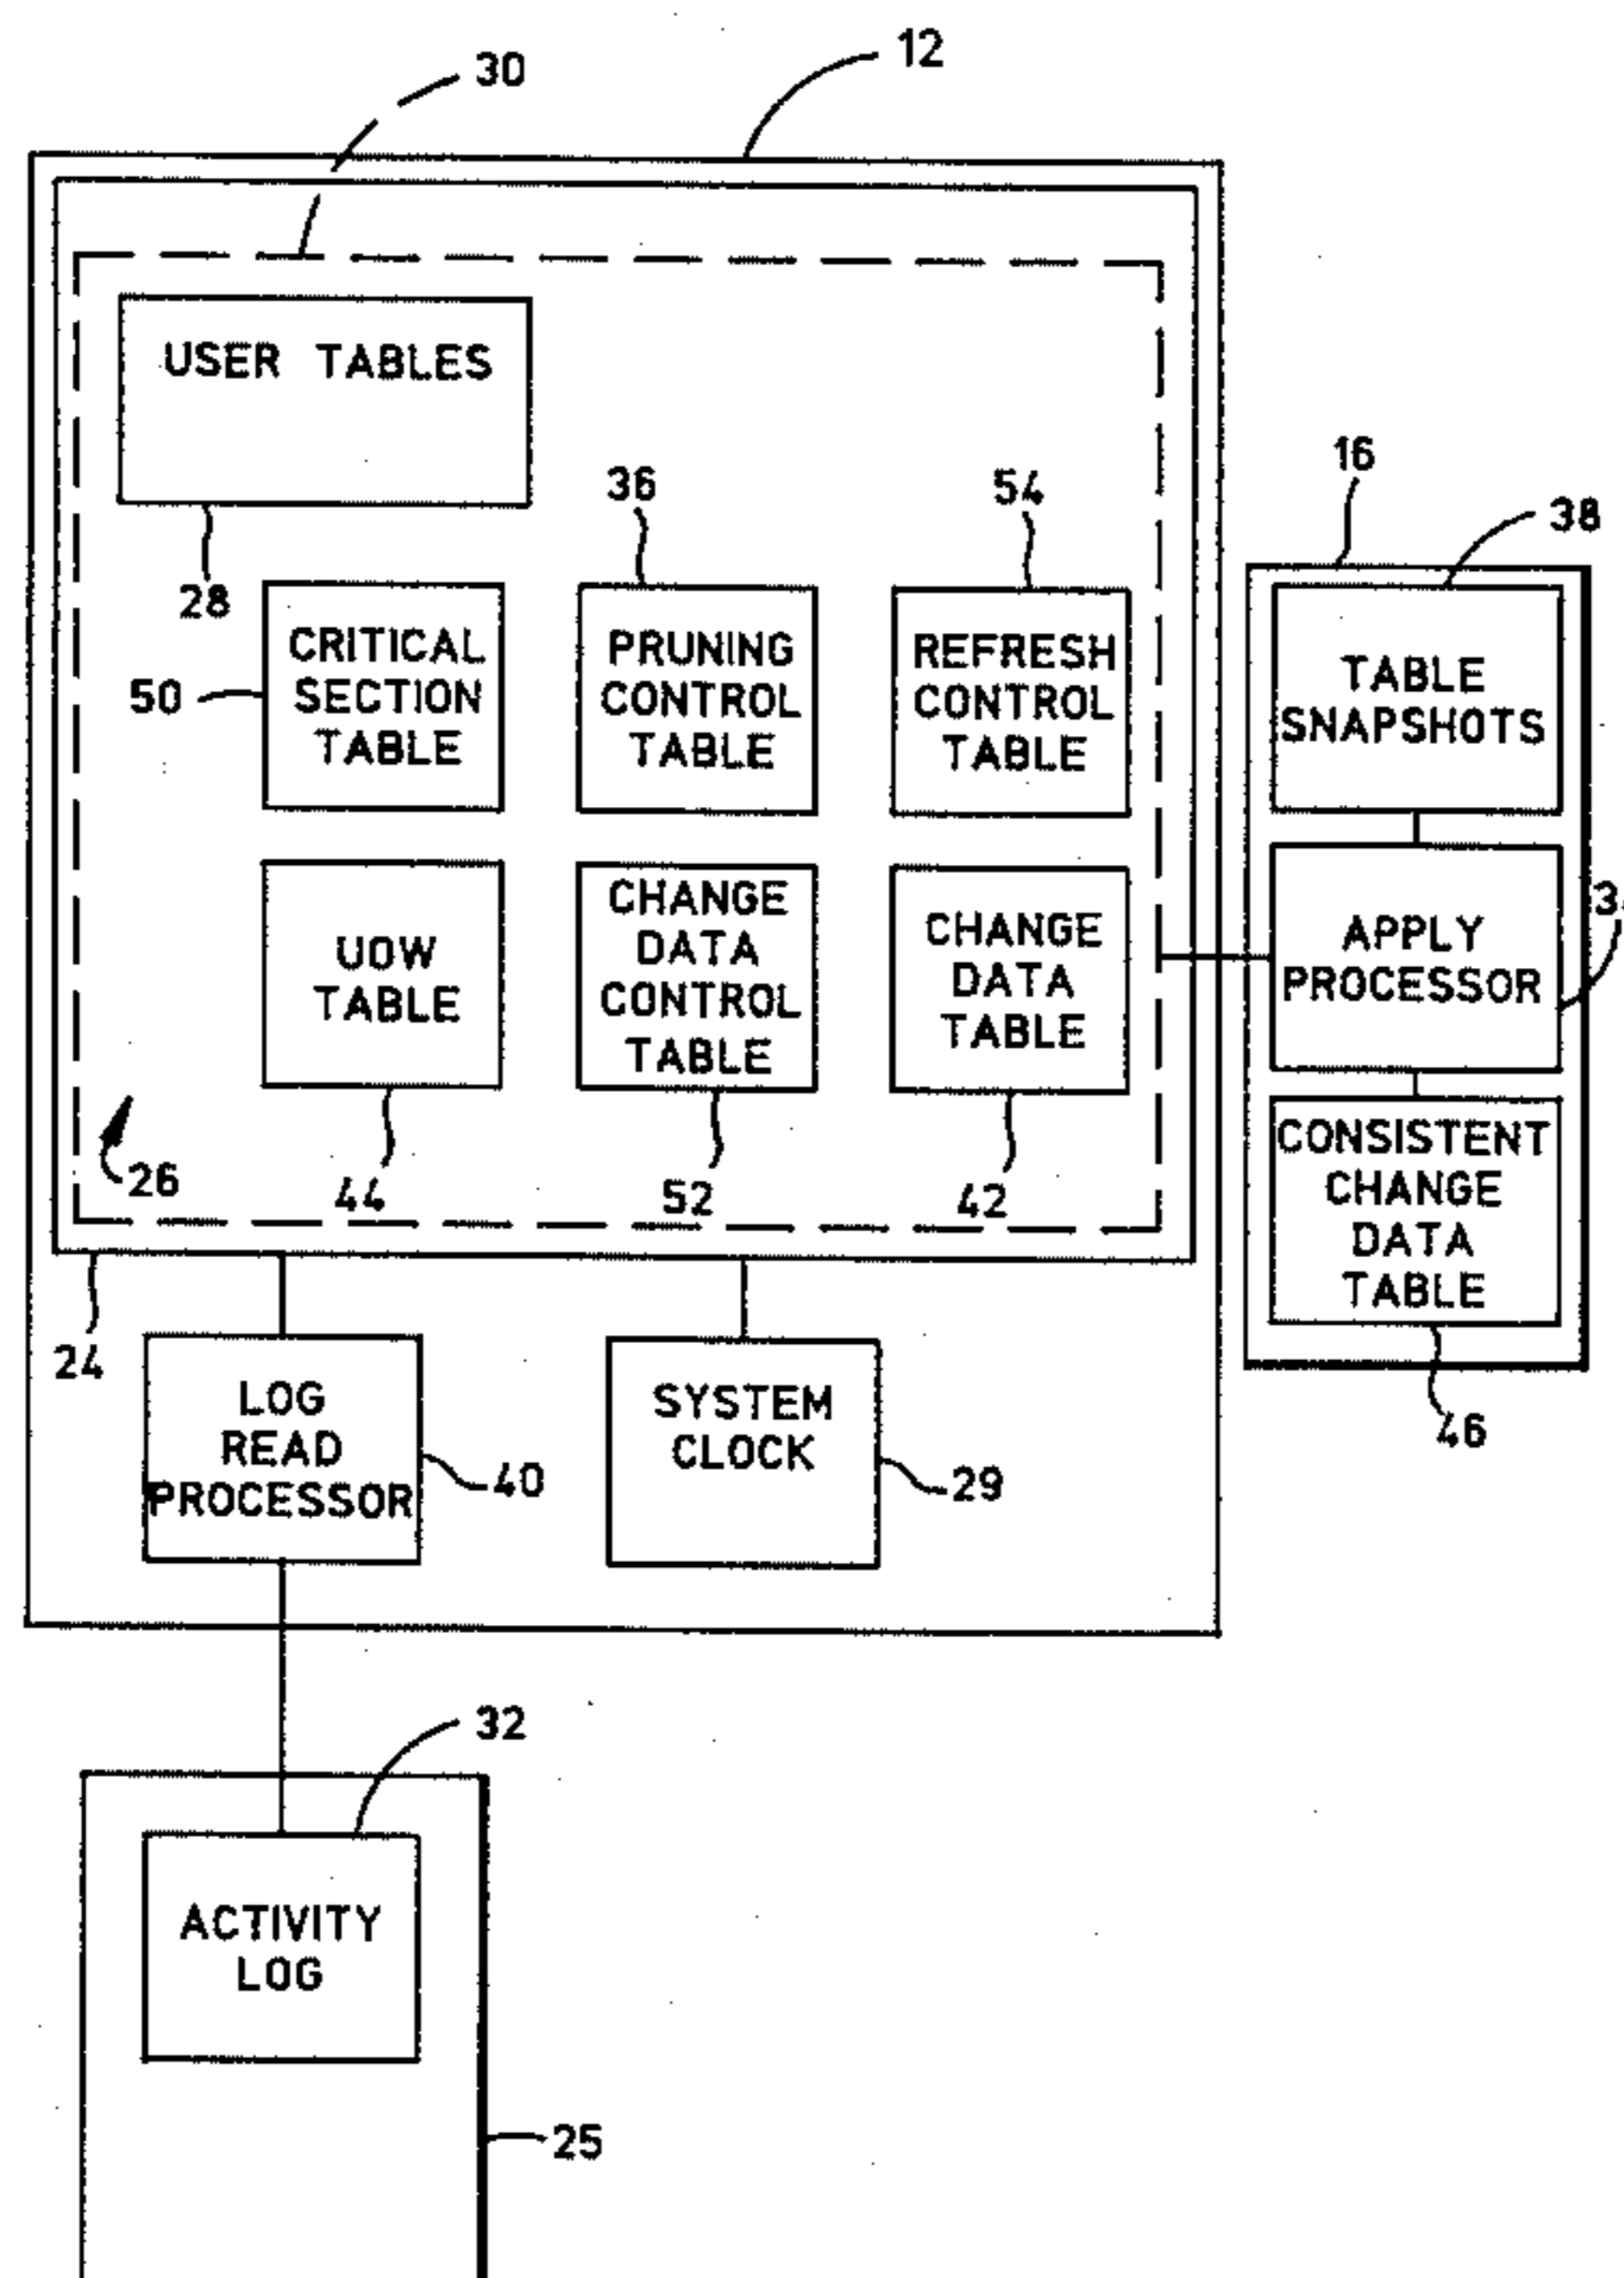 12
30
USER TABLES
28
36
54
16
38
50
CRITICAL
SECTION
TABLE
PRUNING
CONTROL
TABLE
REFRESH
CONTROL
TABLE
TABLE
SNAPSHOTS
UOW
TABLE
CHANGE
DATA
CONTROL
TABLE
CHANGE
DATA
TABLE
APPLY
PROCESSOR
26
44
52
42
CONSISTENT
CHANGE
DATA
TABLE
46
24
LOG
READ
PROCESSOR
40
SYSTEM
CLOCK
29
32
ACTIVITY
LOG
25